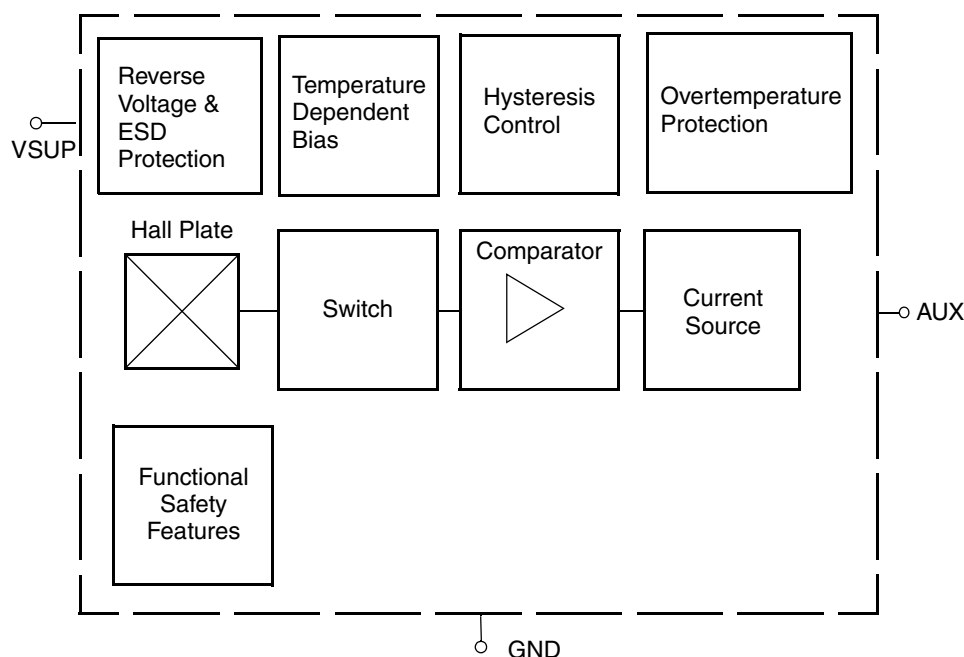 Reverse
Voltage &
ESD
Protection
Temperature
Dependent
Bias
Hysteresis
Control
Overtemperature
Protection
VSUP
Hall Plate
Switch
Comparator
Current
Source
AUX
Functional
Safety
Features
GND